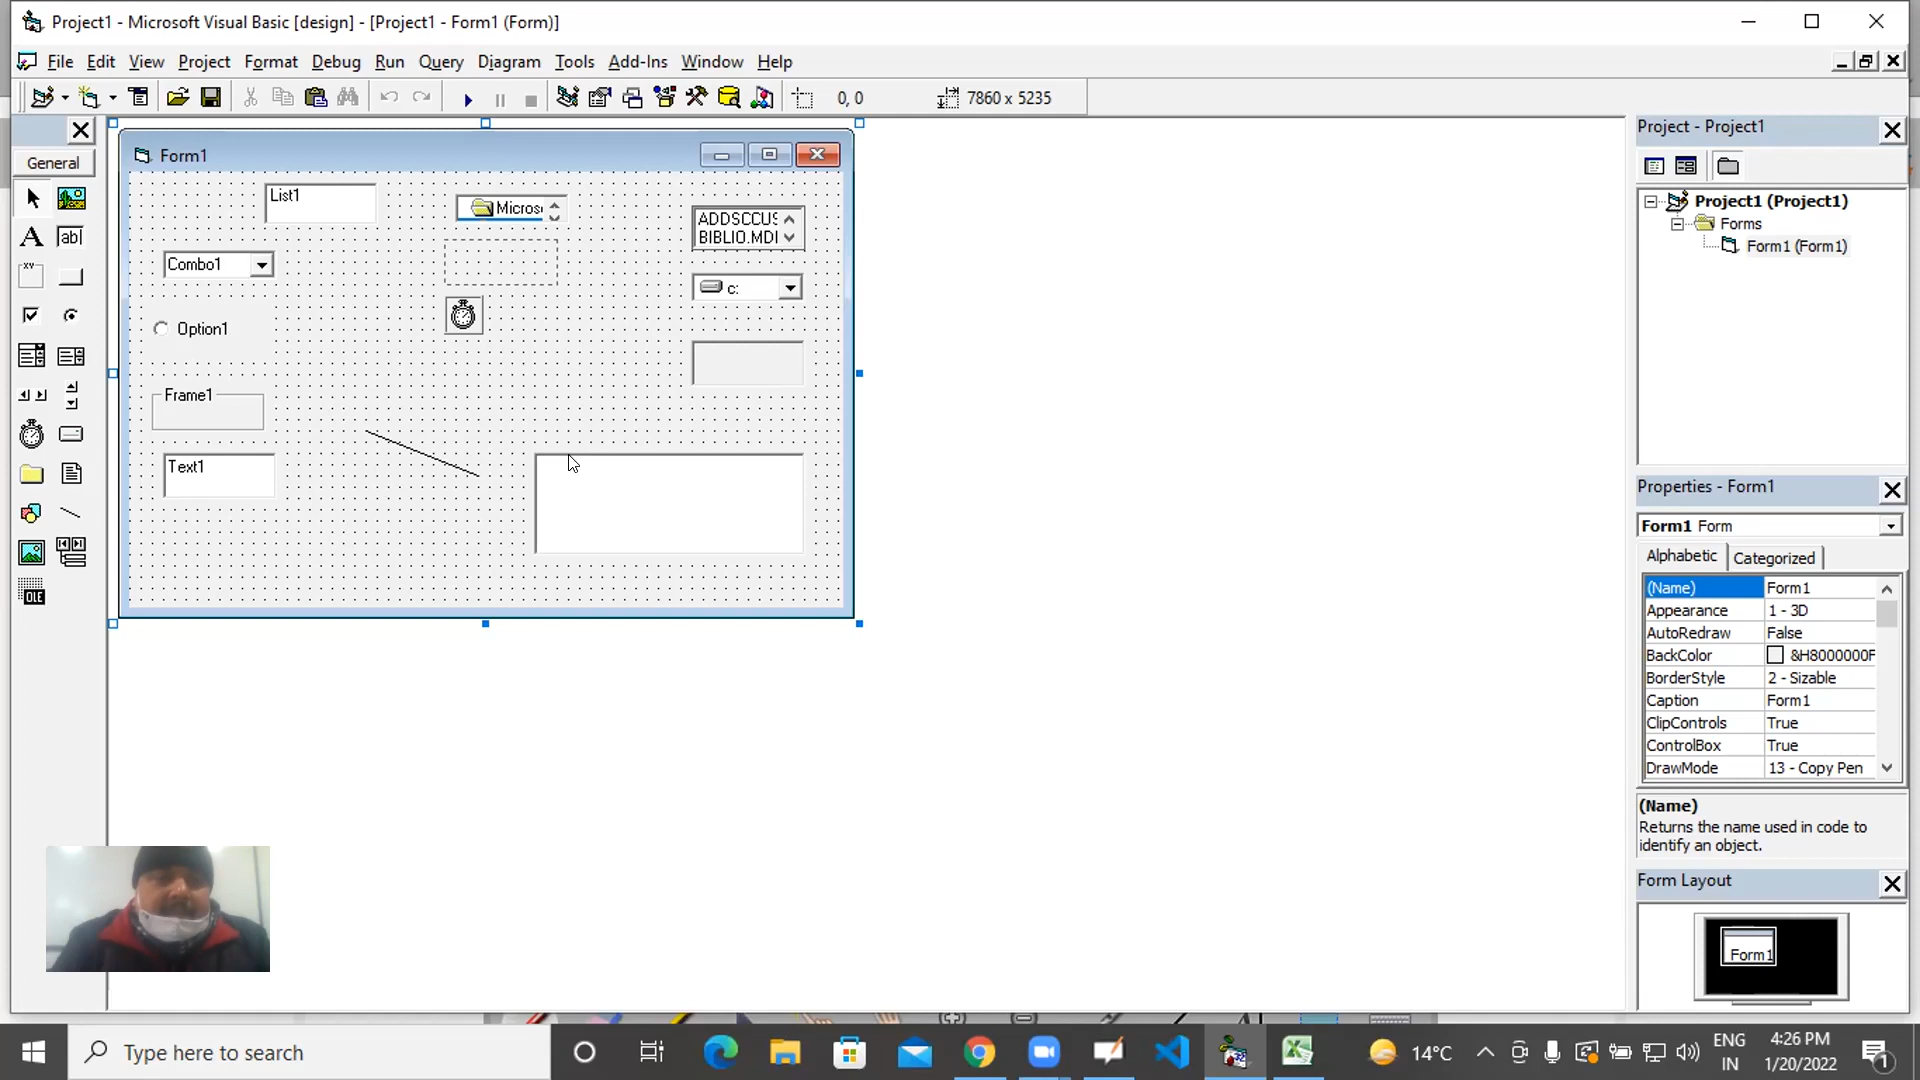 Project1 - Microsoft Visual Basic [design] - [Project1 - Form1 (Form)]
File Edit View Project Format Debug Run Query Diagram Tools Add-Ins Window Help
0, 0
7860 x 5235
General
Project - Project1
Form1
List1
Micros
ADDSCCUS
BIBLIO.MDI
Combo1
c:
Option1
Frame1
Text1
A
ab|
xy
OLE
Project1 (Project1)
Forms
Form1 (Form1)
Properties - Form1
Form1 Form
Alphabetic Categorized
(Name) Form1
Appearance 1 - 3D
AutoRedraw False
BackColor &H8000000F
BorderStyle 2 - Sizable
Caption Form1
ClipControls True
ControlBox True
DrawMode 13 - Copy Pen
(Name)
Returns the name used in code to
identify an object.
Form Layout
Form1
Type here to search
14°C
ENG
IN
4:26 PM
1/20/2022
1